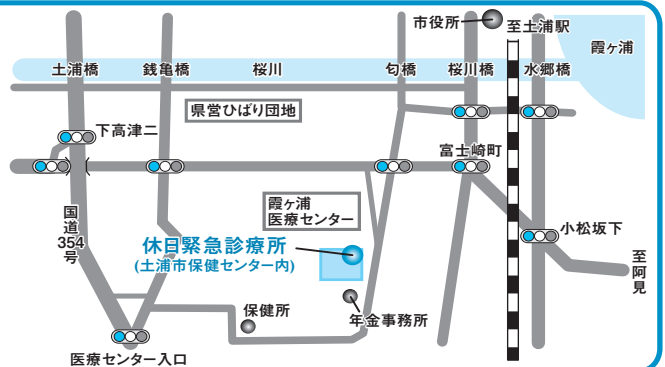 市役所
至土浦駅
霞ヶ浦
土浦橋
銭亀橋
桜川
匂橋
桜川橋
水郷橋
県営ひばり団地
下高津二
富士崎町
霞ヶ浦
医療センター
国道354号
小松坂下
休日緊急診療所
(土浦市保健センター内)
至阿見
保健所
年金事務所
医療センター入口